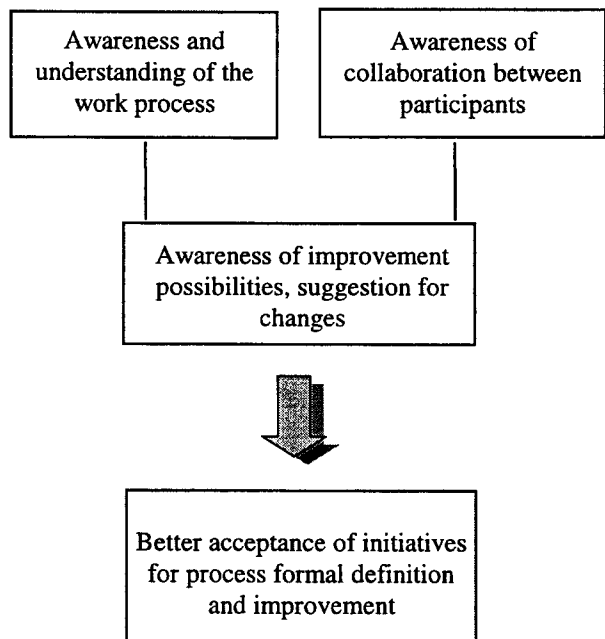 Awareness and
understanding of the
work process
Awareness of
collaboration between
participants
Awareness of improvement
possibilities, suggestion for
changes
Better acceptance of initiatives
for process formal definition
and improvement